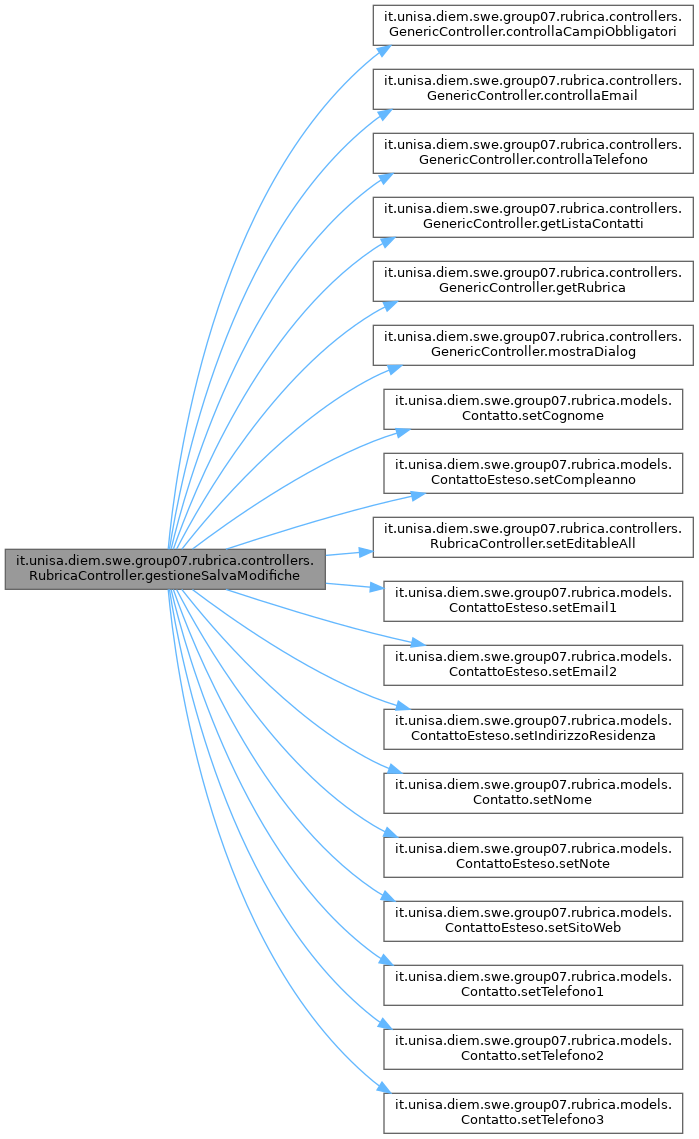 it.unisa.diem.swe.group07.rubrica.controllers.
RubricaController.gestioneSalvaModifiche
it.unisa.diem.swe.group07.rubrica.controllers.
GenericController.controllaCampiObbligatori
it.unisa.diem.swe.group07.rubrica.controllers.
GenericController.controllaEmail
it.unisa.diem.swe.group07.rubrica.controllers.
GenericController.controllaTelefono
it.unisa.diem.swe.group07.rubrica.controllers.
GenericController.getListaContatti
it.unisa.diem.swe.group07.rubrica.controllers.
GenericController.getRubrica
it.unisa.diem.swe.group07.rubrica.controllers.
GenericController.mostraDialog
it.unisa.diem.swe.group07.rubrica.models.
Contatto.setCognome
it.unisa.diem.swe.group07.rubrica.models.
ContattoEsteso.setCompleanno
it.unisa.diem.swe.group07.rubrica.controllers.
RubricaController.setEditableAll
it.unisa.diem.swe.group07.rubrica.models.
ContattoEsteso.setEmail1
it.unisa.diem.swe.group07.rubrica.models.
ContattoEsteso.setEmail2
it.unisa.diem.swe.group07.rubrica.models.
ContattoEsteso.setIndirizzoResidenza
it.unisa.diem.swe.group07.rubrica.models.
Contatto.setNome
it.unisa.diem.swe.group07.rubrica.models.
ContattoEsteso.setNote
it.unisa.diem.swe.group07.rubrica.models.
ContattoEsteso.setSitoWeb
it.unisa.diem.swe.group07.rubrica.models.
Contatto.setTelefono1
it.unisa.diem.swe.group07.rubrica.models.
Contatto.setTelefono2
it.unisa.diem.swe.group07.rubrica.models.
Contatto.setTelefono3